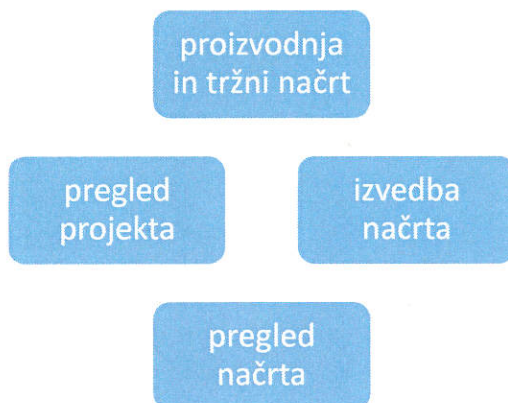 proizvodnja
in tržni načrt
pregled
projekta
izvedba
načrta
pregled
načrta